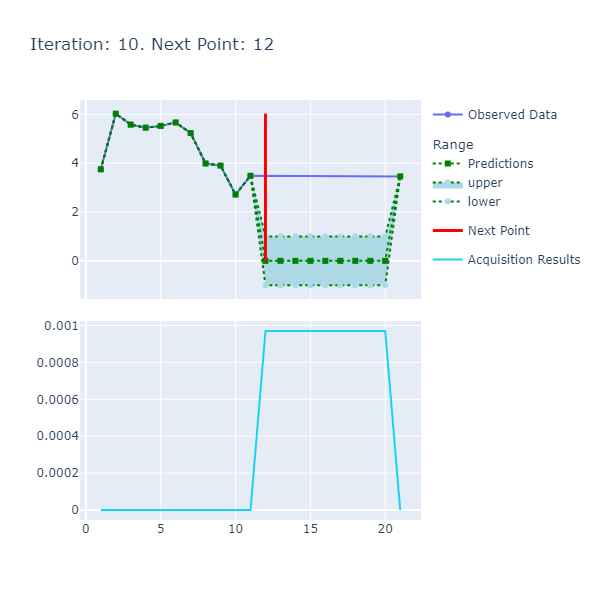 Iteration: 10. Next Point: 12
6
4
2
0
Observed Data
Range
Predictions
upper
lower
Next Point
Acquisition Results
0.001
0.0008
0.0006
0.0004
0.0002
0
0 5 10 15 20